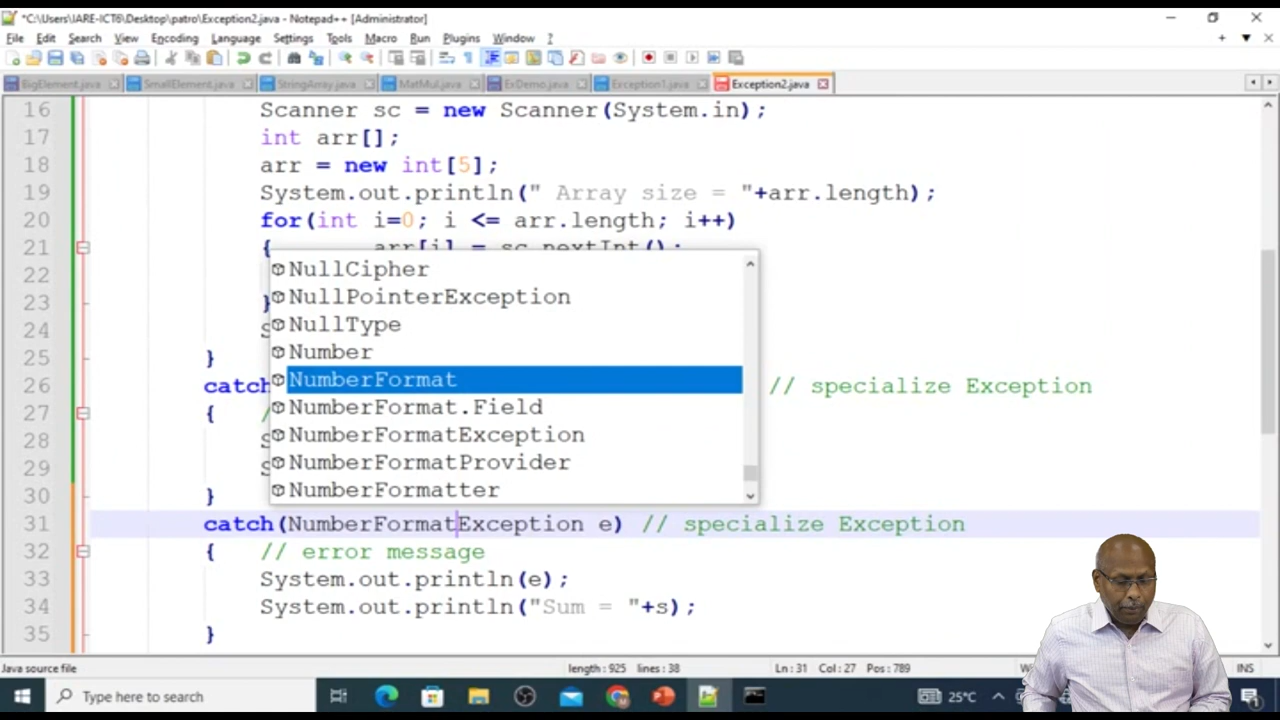 *C:\Users\IARE-ICT6\Desktop\patro\Exception2.java - Notepad++ [Administrator]
File Edit Search View Encoding Language Settings Tools Macro Run Plugins Window ?
BigElement.java SmallElement.java StringArray.java MatMul.java ExDemo.java Exception1.java Exception2.java
16 Scanner sc = new Scanner(System.in);
17 int arr[];
18 arr = new int[5];
19 System.out.println(" Array size = "+arr.length);
20 for(int i=0; i <= arr.length; i++)
21 { arr[i] = sc.nextInt();
22
23 }
24 S
25 }
26 catch // specialize Exception
27 { /
28 S
29 S
30 }
NullCipher
NullPointerException
NullType
Number
NumberFormat
NumberFormat.Field
NumberFormatException
NumberFormatProvider
NumberFormatter
31 catch(NumberFormatException e) // specialize Exception
32 { // error message
33 System.out.println(e);
34 System.out.println("Sum = "+s);
35 }
Java source file length : 925 lines : 38 Ln : 31 Col : 27 Pos : 789 INS
Type here to search 25°C